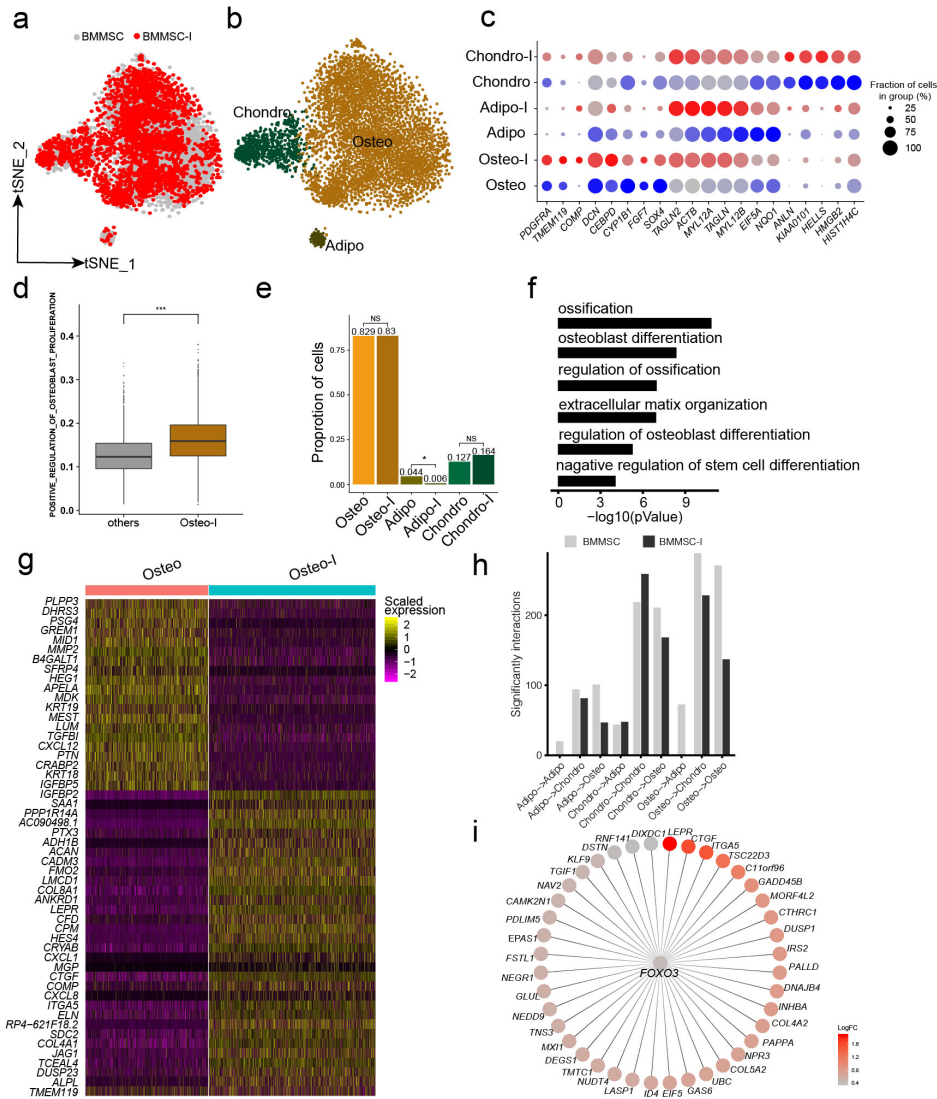 a
BMMSC
BMMSC-I
tSNE_2
tSNE_1
b
Chondro
Osteo
Adipo
c
Chondro-I
Chondro
Adipo-I
Adipo
Osteo-I
Osteo
PDGFRA
TMEM119
COMP
DCN
CEBPD
CYP1B1
FGF7
SOX4
TAGLN2
ACTB
MYL12A
TAGLN
MYL12B
EIF5A
NQO1
ANLN
KIAA0101
HELLS
HMGB2
HIST1H4C
Fraction of cells
in group (%)
25
50
75
100
d
POSITIVE_REGULATION_OF_OSTEOBLAST_PROLIFERATION
0.4
0.3
0.2
0.1
0.0
***
others
Osteo-I
e
Proprotion of cells
0.75
0.50
0.25
0.00
NS
0.829
0.83
*
0.044
0.006
NS
0.127
0.164
Osteo
Osteo-I
Adipo
Adipo-I
Chondro
Chondro-I
f
ossification
osteoblast differentiation
regulation of ossification
extracellular matix organization
regulation of osteoblast differentiation
nagative regulation of stem cell differentiation
0
3
6
9
−log10(pValue)
g
Osteo
Osteo-I
PLPP3
DHRS3
PSG4
GREM1
MID1
MMP2
B4GALT1
SFRP4
HEG1
APELA
MDK
KRT19
MEST
LUM
TGFBI
CXCL12
PTN
CRABP2
KRT18
IGFBP5
IGFBP2
SAA1
PPP1R14A
AC090498.1
PTX3
ADH1B
ACAN
CADM3
FMO2
LMCD1
COL8A1
ANKRD1
LEPR
CFD
CPM
HES4
CRYAB
CXCL1
MGP
CTGF
COMP
CXCL8
ITGA5
ELN
RP4-621F18.2
SDC2
COL4A1
JAG1
TCEAL4
DUSP23
ALPL
TMEM119
Scaled
expression
2
1
0
−1
−2
h
BMMSC
BMMSC-I
Significantly interactions
200
100
0
Adipo->Adipo
Adipo->Chondro
Adipo->Osteo
Chondro->Adipo
Chondro->Chondro
Chondro->Osteo
Osteo->Adipo
Osteo->Chondro
Osteo->Osteo
i
LEPR
CTGF
ITGA5
TSC22D3
C11orf96
GADD45B
MORF4L2
CTHRC1
DUSP1
IRS2
PALLD
DNAJB4
INHBA
COL4A2
PAPPA
NPR3
COL5A2
UBC
GAS6
EIF5
ID4
LASP1
NUDT4
TMTC1
DEGS1
MXI1
TNS3
NEDD9
GLUL
NEGR1
FSTL1
EPAS1
PDLIM5
CAMK2N1
NAV2
TGIF1
KLF9
DSTN
RNF141
DIXDC1
FOXO3
LogFC
1.6
1.2
0.8
0.4